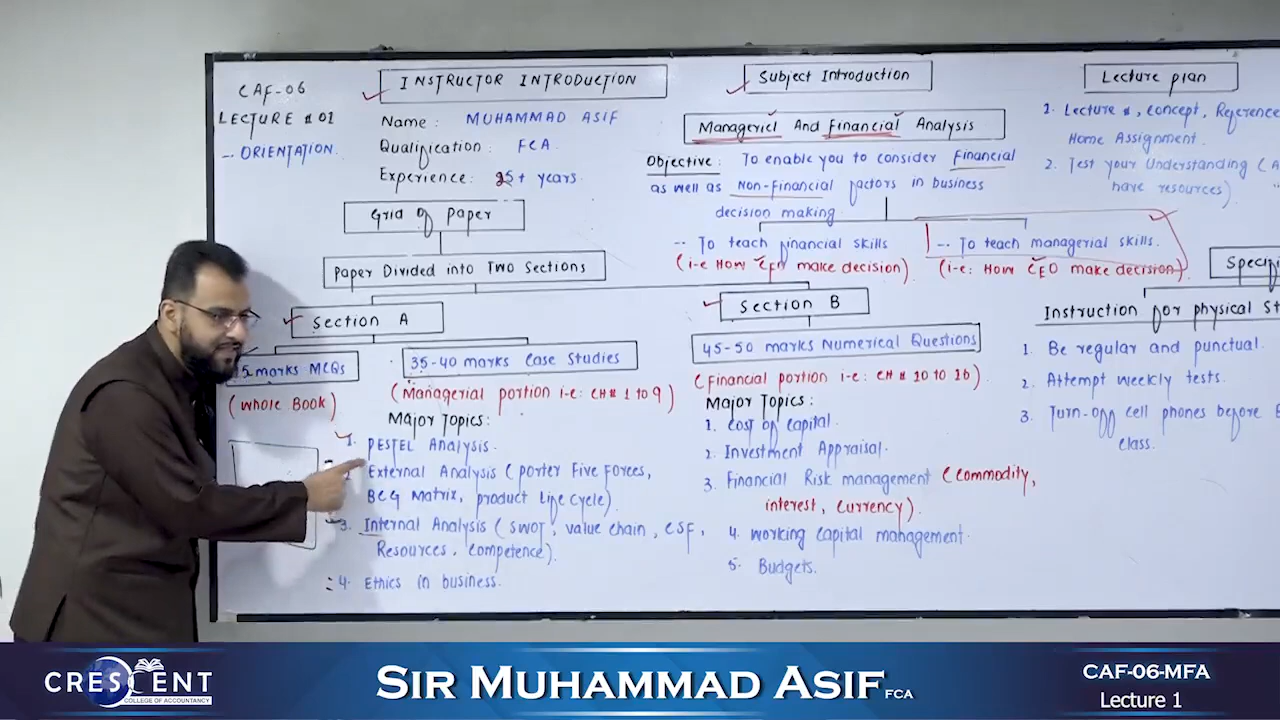 CAF-06
LECTURE # 01
-- ORIENTATION.
INSTRUCTOR INTRODUCTION
Name: MUHAMMAD ASIF
Qualification: FCA
Experience: 25+ years
Grid of Paper
Paper Divided into Two Sections
Section A
5 marks MCQs
(Whole Book)
35-40 marks Case Studies
(Managerial portion i-e: CH# 1 to 9)
Major Topics:
1. PESTEL Analysis.
2 External Analysis (Porter Five Forces,
BCG Matrix, product life cycle)
3. Internal Analysis (SWOT, value chain, CSF,
Resources, Competence).
4. Ethics in business.
Subject Introduction
Managerial And Financial Analysis
Objective: To enable you to consider Financial
as well as Non-Financial factors in business
decision making
-- To teach financial skills
(i-e How CFO make decision)
-- To teach managerial skills.
(i-e: How CEO make decision)
Section B
45-50 marks Numerical Questions
(Financial portion i-e: CH# 10 to 16)
Major Topics:
1. Cost of capital.
2. Investment Appraisal.
3. Financial Risk management (Commodity,
interest, currency).
4. Working Capital management.
5. Budgets.
Lecture plan
1. Lecture #, concept, Reference
Home Assignment.
2. Test your Understanding (A
have resources)
Instruction for physical St
1. Be regular and punctual.
2. Attempt weekly tests.
3. Turn-off cell phones before
class.
CRESCENT
COLLEGE OF ACCOUNTANCY
SIR MUHAMMAD ASIF FCA
CAF-06-MFA
Lecture 1